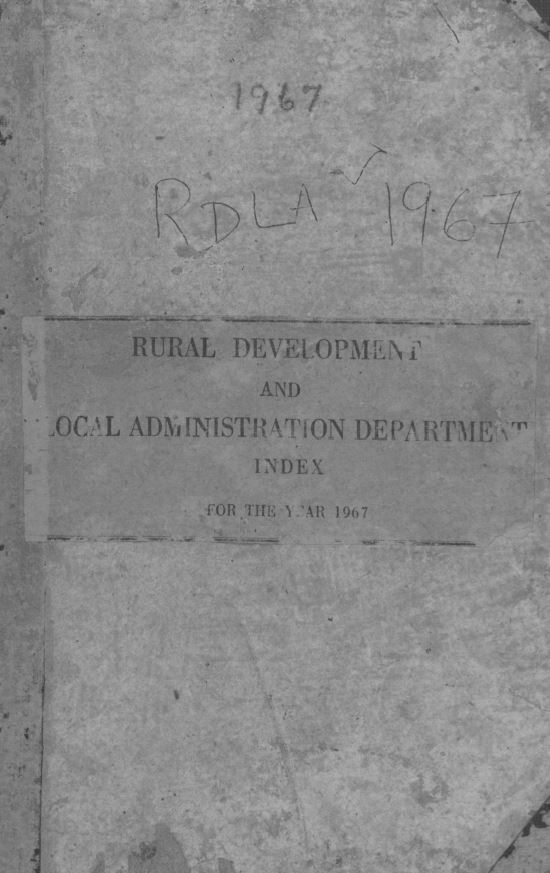 1967
RDLA 1967
RURAL DEVELOPMENT
AND
LOCAL ADMINISTRATION DEPARTMENT
INDEX
FOR THE YEAR 1967